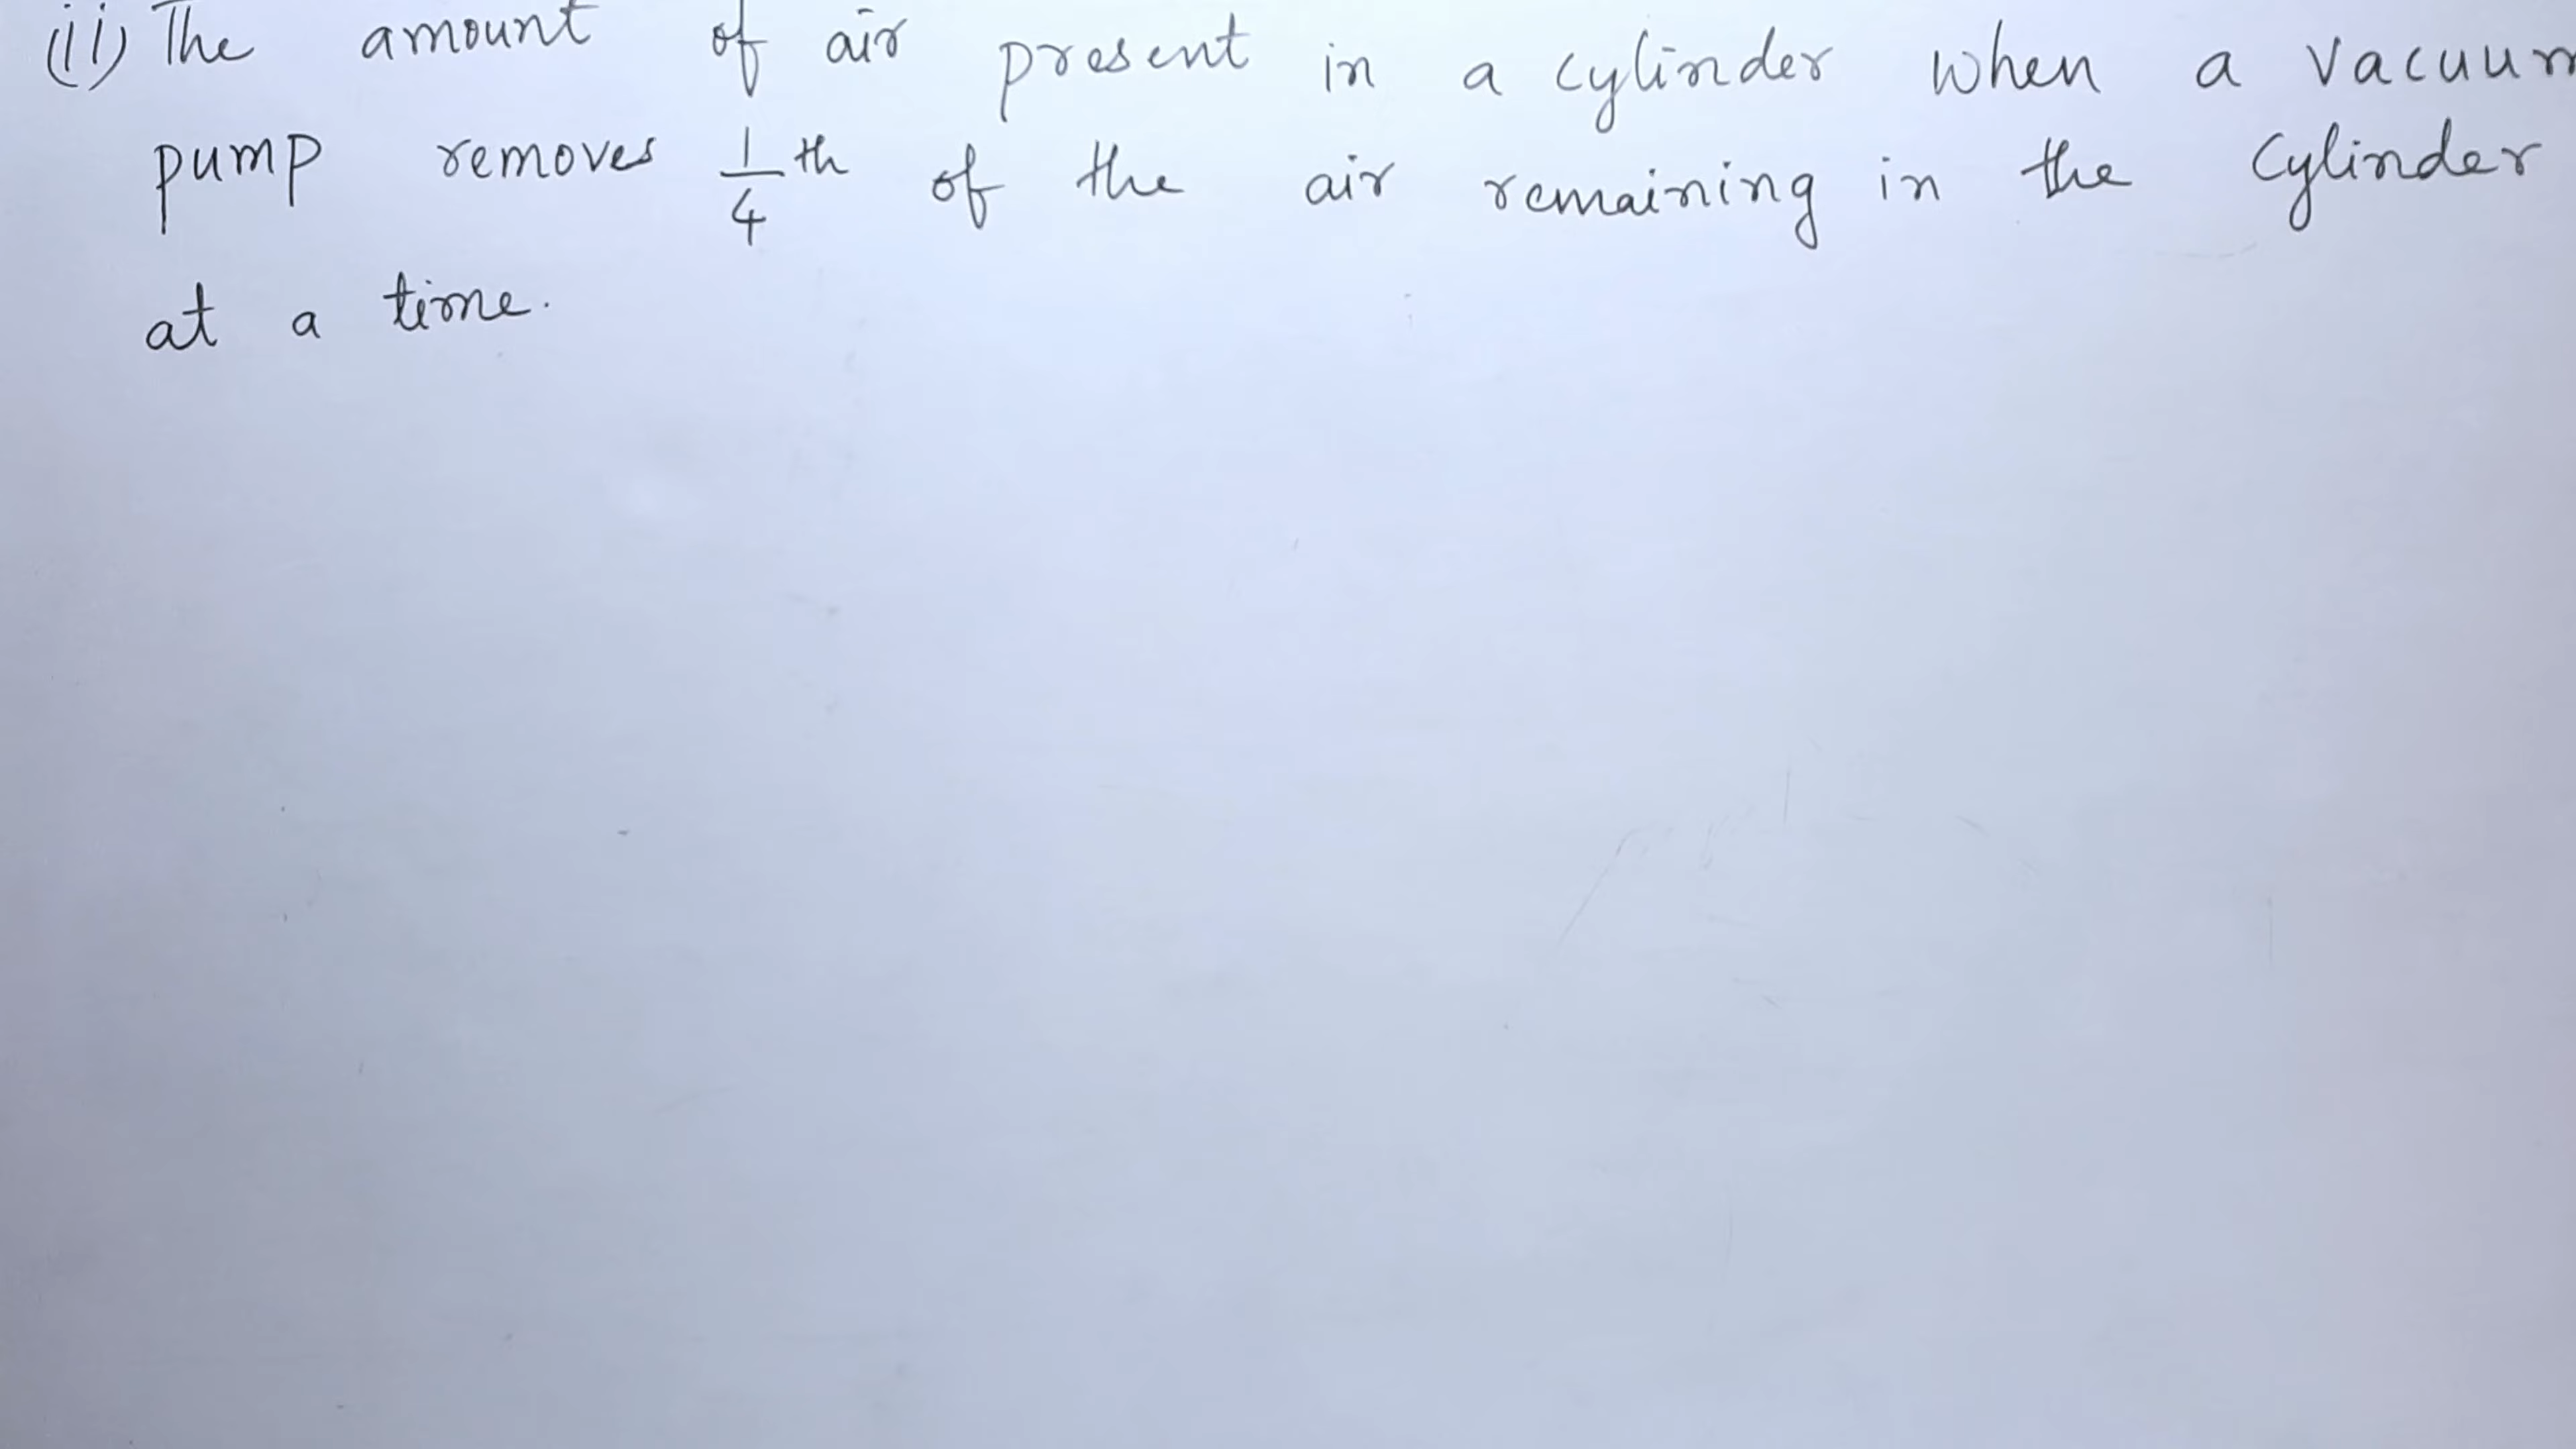 (ii) The amount of air present in a cylinder when a vacuum
pump removes 1/4 th of the air remaining in the cylinder
at a time.